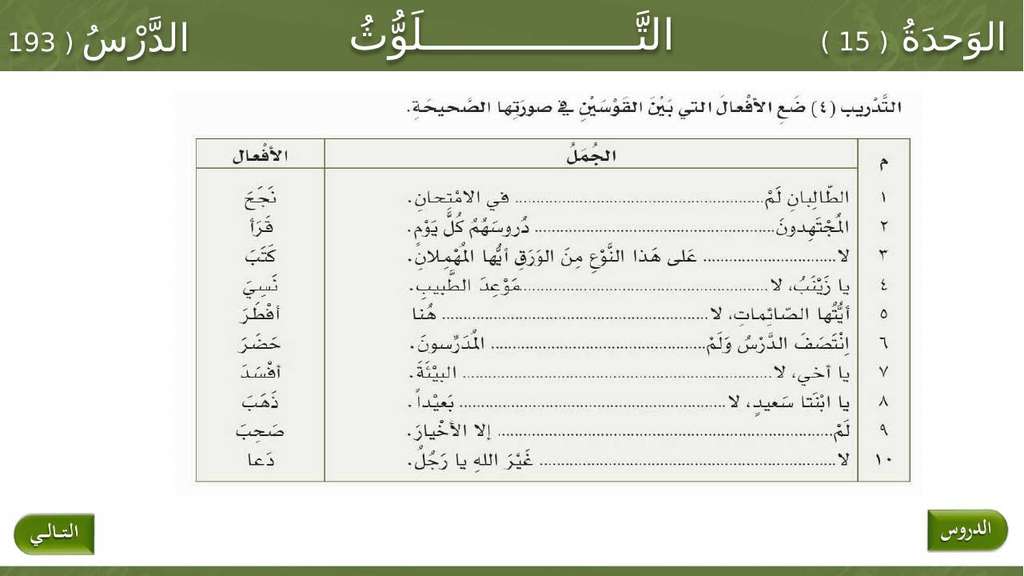 الوَحدَةُ ( 15 ) التَّـــــــــــــــلَوُّثُ الدَّرْسُ ( 193
التَّدْريب (٤) ضَعِ الأفْعالَ التي بَيْنَ القَوْسَيْنِ في صورَتِها الصَّحيحَةِ.
م الجُمَلُ الأفْعال
١ الطّالِبانِ لَمْ........................ في الامْتِحانِ. نَجَحَ
٢ المُجْتَهِدونَ........................ دُروسَهُمْ كُلَّ يَوْمٍ. قَرَأَ
٣ لا........................ عَلى هَذا النَّوْعِ مِنَ الوَرَقِ أيُّها المُهْمِلانِ. كَتَبَ
٤ يا زَيْنَبُ، لا........................مَوْعِدَ الطَّبيبِ. نَسِيَ
٥ أيَّتُها الصّائِماتِ، لا........................ هُنا أفْطَرَ
٦ اِنْتَصَفَ الدَّرْسُ وَلَمْ........................ المُدَرِّسونَ. حَضَرَ
٧ يا أخي، لا........................ البيْئَةَ. أفْسَدَ
٨ يا ابْنَتا سَعيدٍ، لا........................ بَعيْداً. ذَهَبَ
٩ لَمْ........................ إلا الأخْيارَ. صَحِبَ
١٠ لا........................ غَيْرَ اللهِ يا رَجُلُ. دَعا
الدروس
التالي